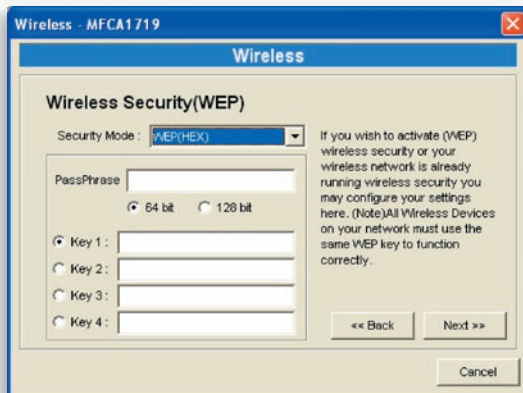 Wireless - MFCA1719
Wireless
Wireless Security(WEP)
Security Mode : WEP(HEX)
PassPhrase
64 bit 128 bit
Key 1 :
Key 2 :
Key 3 :
Key 4 :
If you wish to activate (WEP)
wireless security or your
wireless network is already
running wireless security you
may configure your settings
here. (Note)All Wireless Devices
on your network must use the
same WEP key to function
correctly.
<< Back Next >>
Cancel